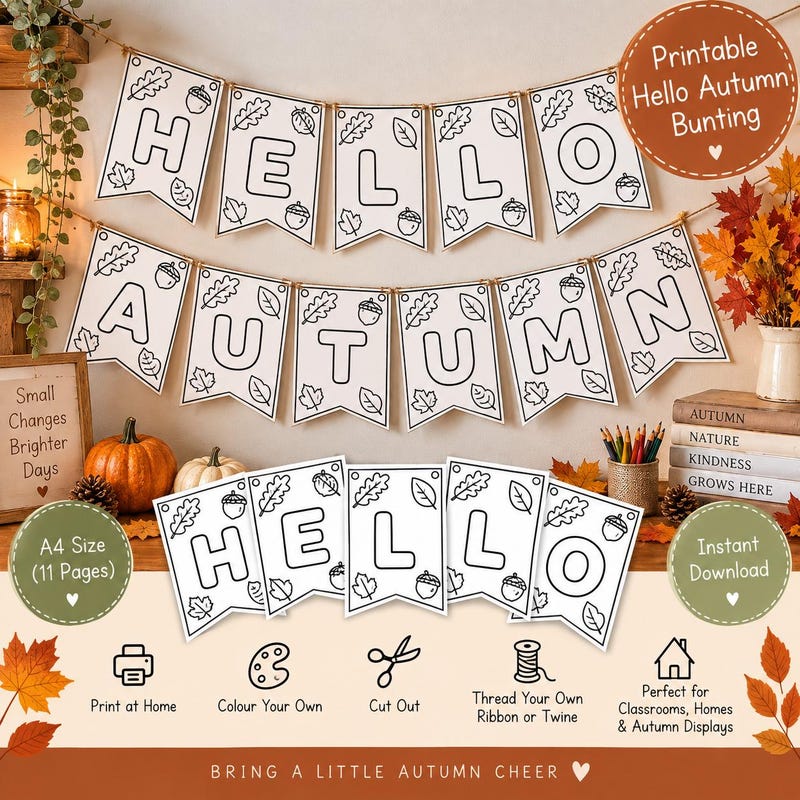 Printable
Hello Autumn
Bunting
HELLO
AUTUMN
Small
Changes
Brighter
Days
AUTUMN
NATURE
KINDNESS
GROWS HERE
HELLO
A4 Size
(11 Pages)
Instant
Download
Print at Home
Colour Your Own
Cut Out
Thread Your Own
Ribbon or Twine
Perfect for
Classrooms, Homes
& Autumn Displays
BRING A LITTLE AUTUMN CHEER